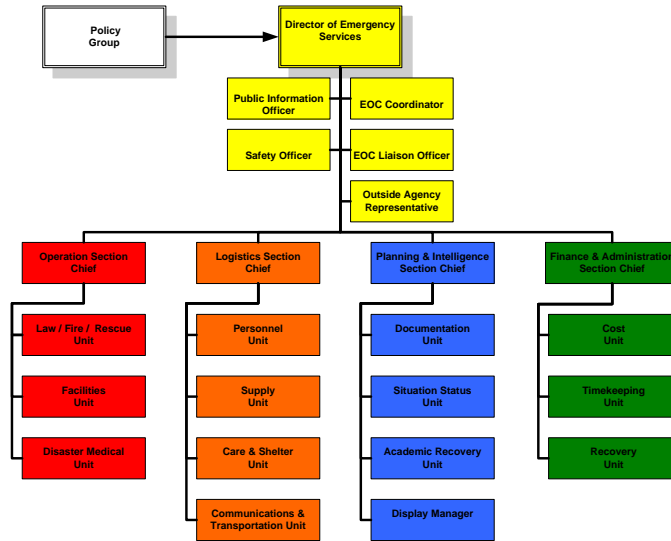 Policy
Group
Director of Emergency
Services
Public Information
Officer
EOC Coordinator
Safety Officer
EOC Liaison Officer
Outside Agency
Representative
Operation Section
Chief
Logistics Section
Chief
Planning & Intelligence
Section Chief
Finance & Administration
Section Chief
Law / Fire / Rescue
Unit
Personnel
Unit
Documentation
Unit
Cost
Unit
Facilities
Unit
Supply
Unit
Situation Status
Unit
Timekeeping
Unit
Disaster Medical
Unit
Care & Shelter
Unit
Academic Recovery
Unit
Recovery
Unit
Communications &
Transportation Unit
Display Manager